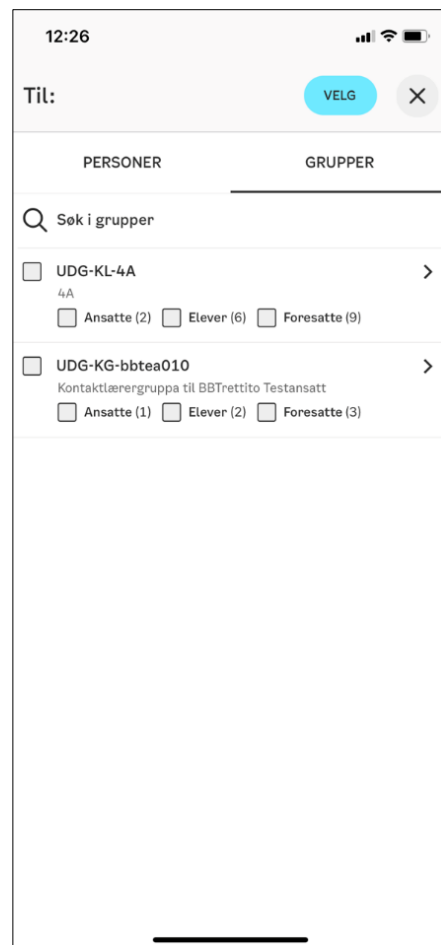 12:26
Til: VELG
PERSONER GRUPPER
Søk i grupper
UDG-KL-4A
4A
Ansatte (2) Elever (6) Foresatte (9)
UDG-KG-bbtea010
Kontaktlærergruppa til BBTrettito Testansatt
Ansatte (1) Elever (2) Foresatte (3)